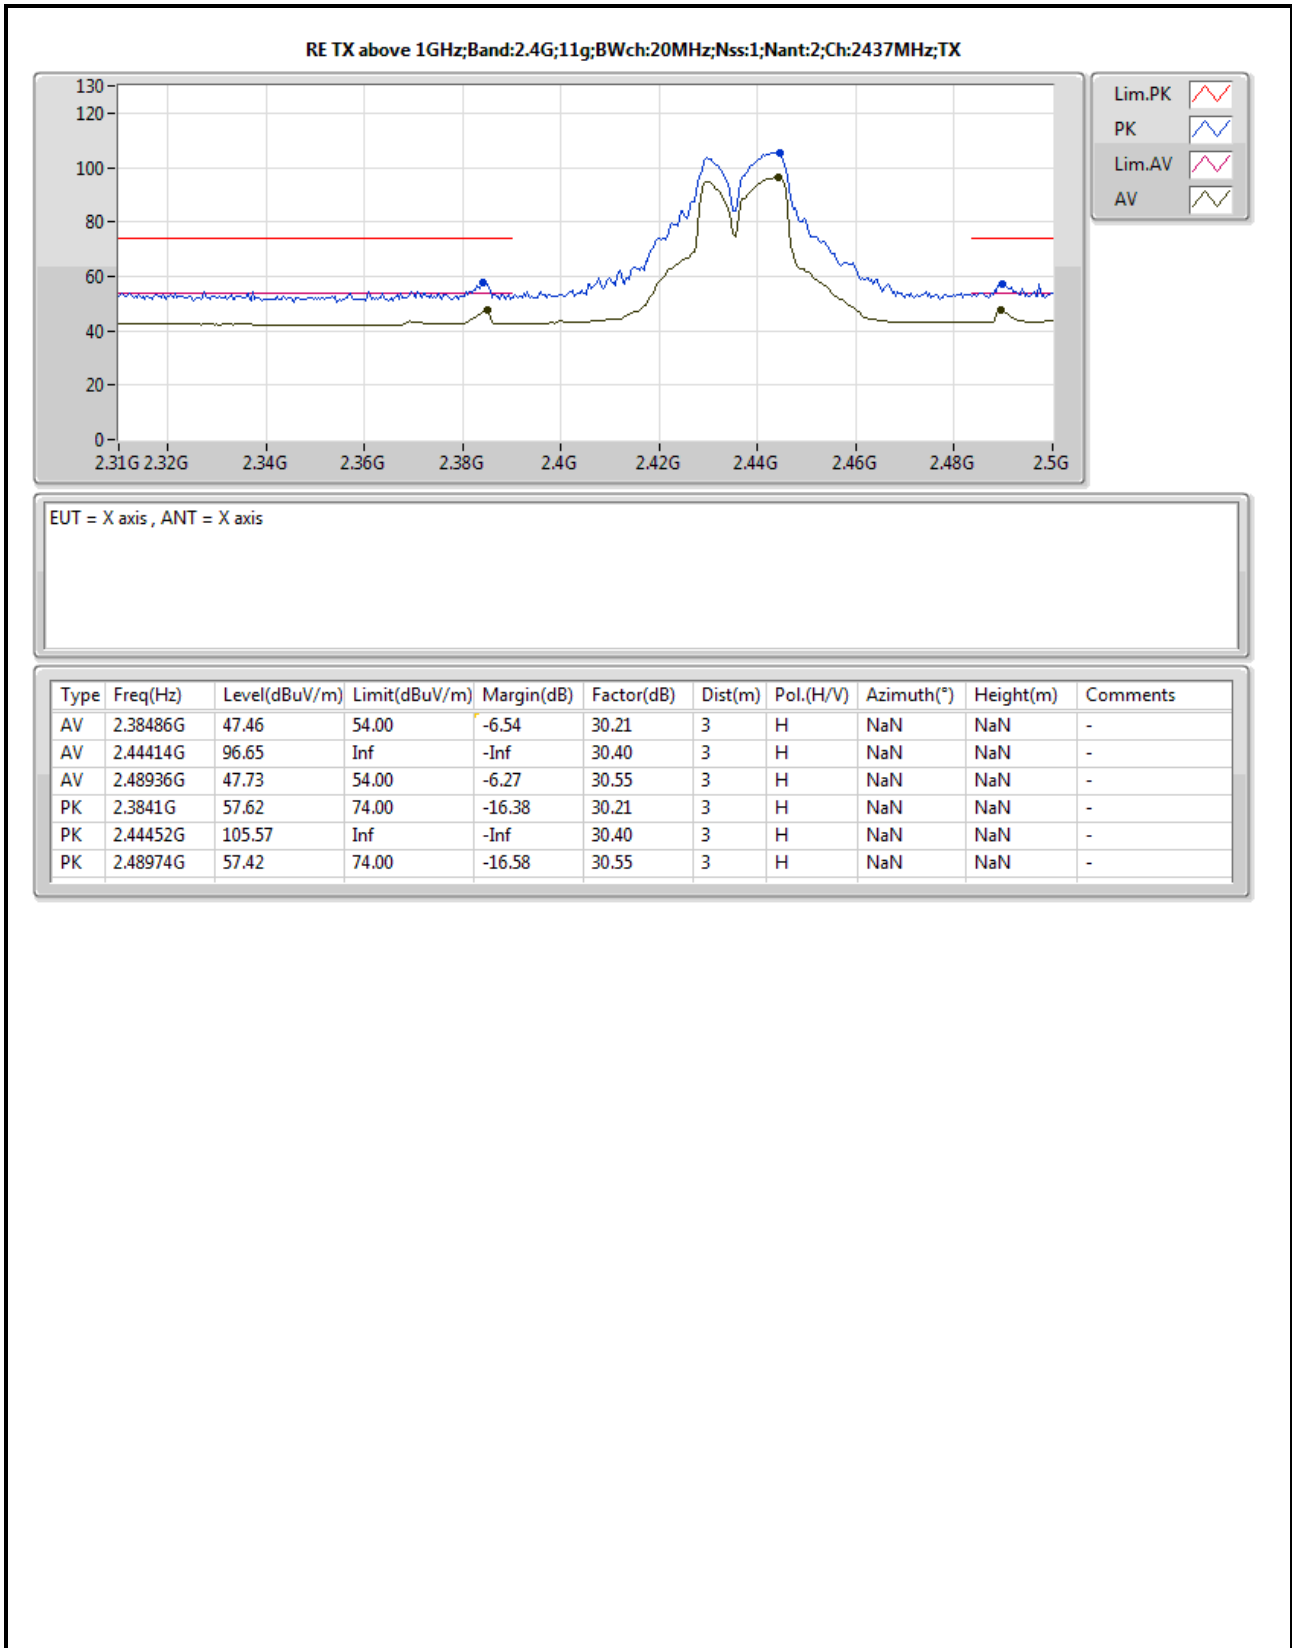 RE TX above 1GHz;Band:2.4G;11g;BWch:20MHz;Nss:1;Nant:2;Ch:2437MHz;TX
130
120
100
80
60
40
20
0
2.31G 2.32G 2.34G 2.36G 2.38G 2.4G 2.42G 2.44G 2.46G 2.48G 2.5G
Lim.PK
PK
Lim.AV
AV
EUT = X axis , ANT = X axis
Type Freq(Hz) Level(dBuV/m) Limit(dBuV/m) Margin(dB) Factor(dB) Dist(m) Pol.(H/V) Azimuth(°) Height(m) Comments
AV 2.38486G 47.46 54.00 -6.54 30.21 3 H NaN NaN -
AV 2.44414G 96.65 Inf -Inf 30.40 3 H NaN NaN -
AV 2.48936G 47.73 54.00 -6.27 30.55 3 H NaN NaN -
PK 2.3841G 57.62 74.00 -16.38 30.21 3 H NaN NaN -
PK 2.44452G 105.57 Inf -Inf 30.40 3 H NaN NaN -
PK 2.48974G 57.42 74.00 -16.58 30.55 3 H NaN NaN -